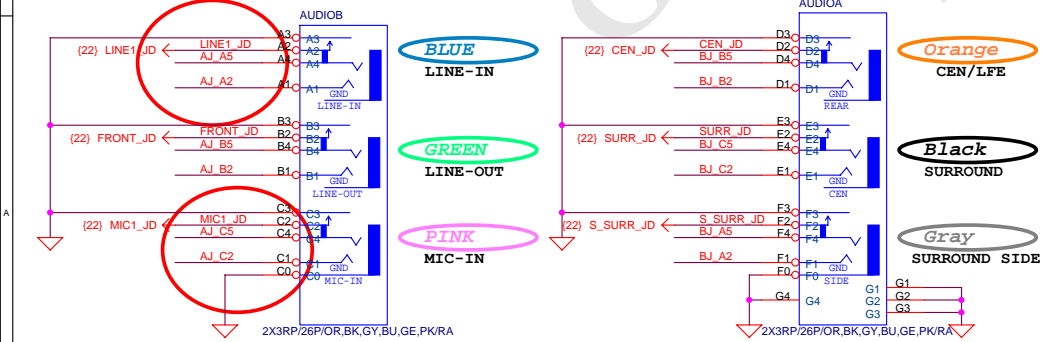 AUDIOB
A3 A3
{22} LINE1_JD LINE1_JD A2 A2
AJ_A5 A4 A4
AJ_A2 A1 A1
GND
LINE-IN
BLUE
LINE-IN
B3 B3
{22} FRONT_JD FRONT_JD B2 B2
AJ_B5 B4 B4
AJ_B2 B1 B1
GND
LINE-OUT
GREEN
LINE-OUT
C3 C3
{22} MIC1_JD MIC1_JD C2 C2
AJ_C5 C4 C4
AJ_C2 C1 C1
GND
C0 C0
MIC-IN
PINK
MIC-IN
2X3RP/26P/OR,BK,GY,BU,GE,PK/RA
AUDIOA
D3 D3
{22} CEN_JD CEN_JD D2 D2
BJ_B5 D4 D4
BJ_B2 D1 D1
GND
REAR
Orange
CEN/LFE
E3 E3
{22} SURR_JD SURR_JD E2 E2
BJ_C5 E4 E4
BJ_C2 E1 E1
GND
CEN
Black
SURROUND
F3 F3
{22} S_SURR_JD S_SURR_JD F2 F2
BJ_A5 F4 F4
BJ_A2 F1 F1
GND
F0 F0
SIDE
Gray
SURROUND SIDE
G1 G1
G4 G4 G2 G2
G3 G3
2X3RP/26P/OR,BK,GY,BU,GE,PK/RA
A